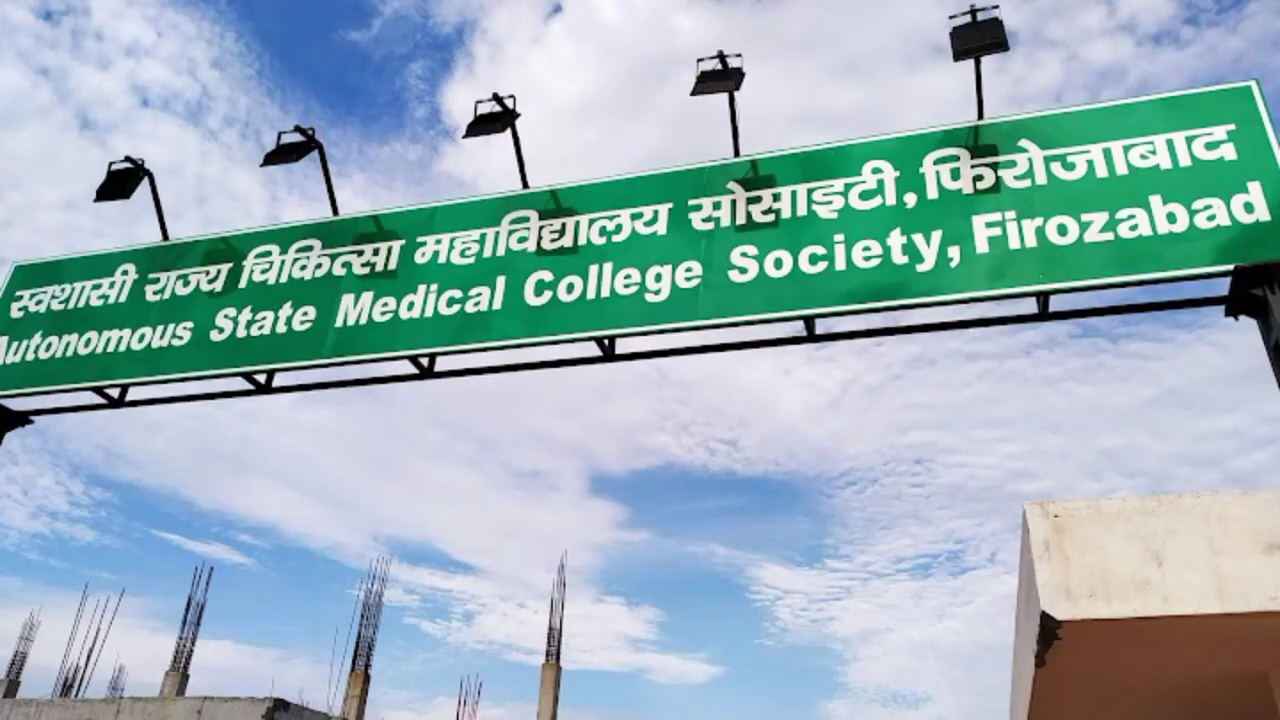 स्वशासी राज्य चिकित्सा महाविद्यालय सोसाइटी, फिरोजाबाद
Autonomous State Medical College Society, Firozabad